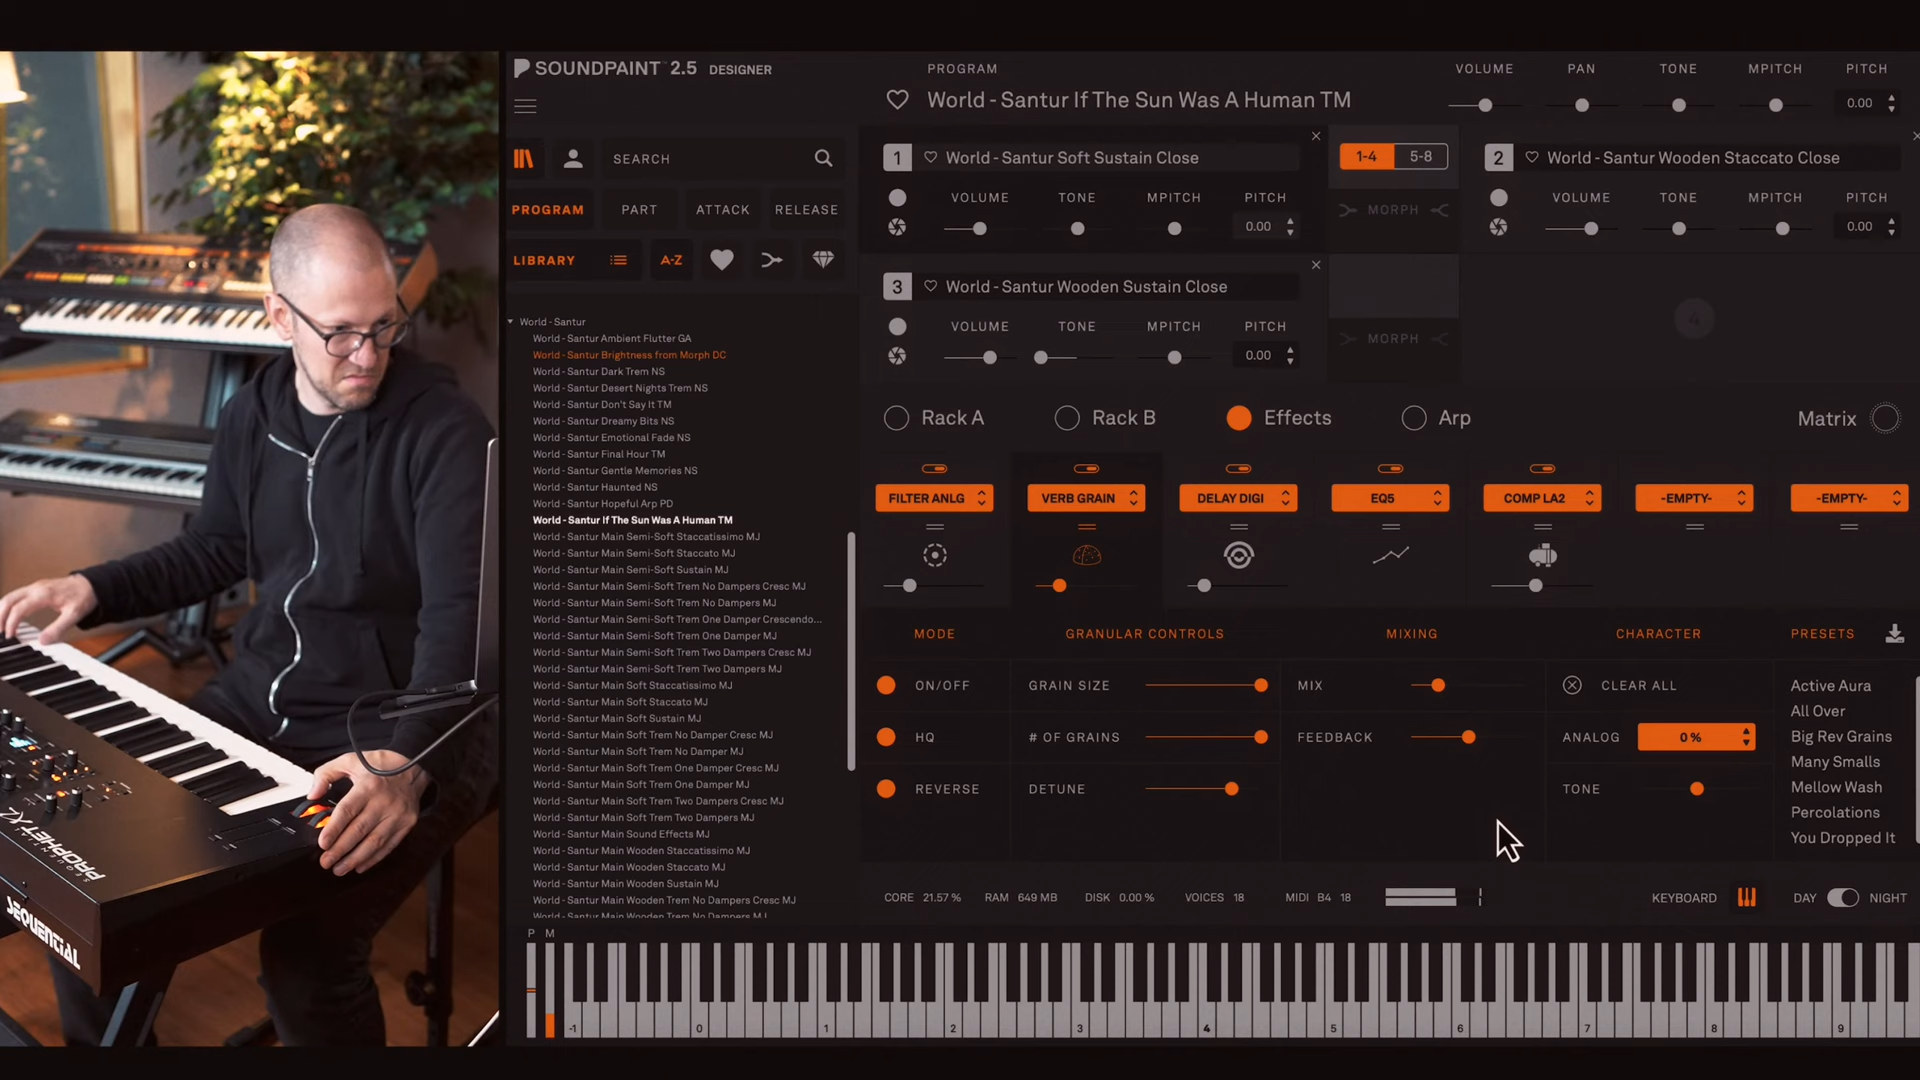 SOUNDPAINT™ 2.5 DESIGNER
PROGRAM
World - Santur If The Sun Was A Human TM
VOLUME PAN TONE MPITCH PITCH
0.00
SEARCH
PROGRAM PART ATTACK RELEASE
LIBRARY A-Z
1 World - Santur Soft Sustain Close
VOLUME TONE MPITCH PITCH
0.00
1-4 5-8
MORPH
2 World - Santur Wooden Staccato Close
VOLUME TONE MPITCH PITCH
0.00
3 World - Santur Wooden Sustain Close
VOLUME TONE MPITCH PITCH
0.00
MORPH
4
World - Santur
World - Santur Ambient Flutter GA
World - Santur Brightness from Morph DC
World - Santur Dark Trem NS
World - Santur Desert Nights Trem NS
World - Santur Don't Say It TM
World - Santur Dreamy Bits NS
World - Santur Emotional Fade NS
World - Santur Final Hour TM
World - Santur Gentle Memories NS
World - Santur Haunted NS
World - Santur Hopeful Arp PD
World - Santur If The Sun Was A Human TM
World - Santur Main Semi-Soft Staccatissimo MJ
World - Santur Main Semi-Soft Staccato MJ
World - Santur Main Semi-Soft Sustain MJ
World - Santur Main Semi-Soft Trem No Dampers Cresc MJ
World - Santur Main Semi-Soft Trem No Dampers MJ
World - Santur Main Semi-Soft Trem One Damper Crescendo...
World - Santur Main Semi-Soft Trem One Damper MJ
World - Santur Main Semi-Soft Trem Two Dampers Cresc MJ
World - Santur Main Semi-Soft Trem Two Dampers MJ
World - Santur Main Soft Staccatissimo MJ
World - Santur Main Soft Staccato MJ
World - Santur Main Soft Sustain MJ
World - Santur Main Soft Trem No Damper Cresc MJ
World - Santur Main Soft Trem No Damper MJ
World - Santur Main Soft Trem One Damper Cresc MJ
World - Santur Main Soft Trem One Damper MJ
World - Santur Main Soft Trem Two Dampers Cresc MJ
World - Santur Main Soft Trem Two Dampers MJ
World - Santur Main Sound Effects MJ
World - Santur Main Wooden Staccatissimo MJ
World - Santur Main Wooden Staccato MJ
World - Santur Main Wooden Sustain MJ
World - Santur Main Wooden Trem No Dampers Cresc MJ
World - Santur Main Wooden Trem No Dampers MJ
Rack A Rack B Effects Arp Matrix
FILTER ANLG VERB GRAIN DELAY DIGI EQ5 COMP LA2 -EMPTY- -EMPTY-
MODE GRANULAR CONTROLS MIXING CHARACTER PRESETS
ON/OFF GRAIN SIZE MIX CLEAR ALL Active Aura
All Over
HQ # OF GRAINS FEEDBACK ANALOG 0 % Big Rev Grains
Many Smalls
REVERSE DETUNE TONE Mellow Wash
Percolations
You Dropped It
CORE 21.57 % RAM 649 MB DISK 0.00 % VOICES 18 MIDI B4 18 KEYBOARD DAY NIGHT
P M
-1 0 1 2 3 4 5 6 7 8 9
PROPHET XL
SEQUENTIAL
SEQUENTIAL